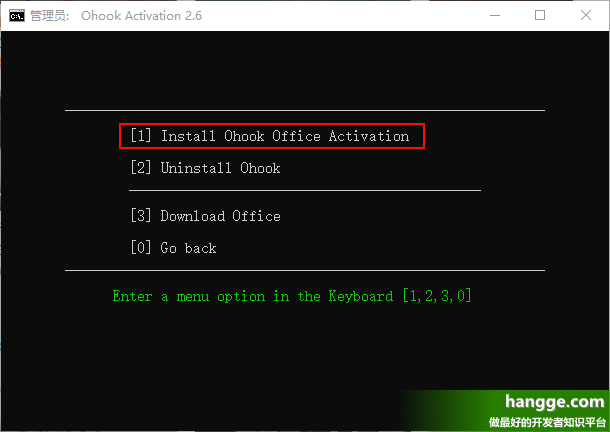 管理员:  Ohook Activation 2.6
[1] Install Ohook Office Activation
[2] Uninstall Ohook
[3] Download Office
[0] Go back
Enter a menu option in the Keyboard [1,2,3,0]
hangge.com
做最好的开发者知识平台